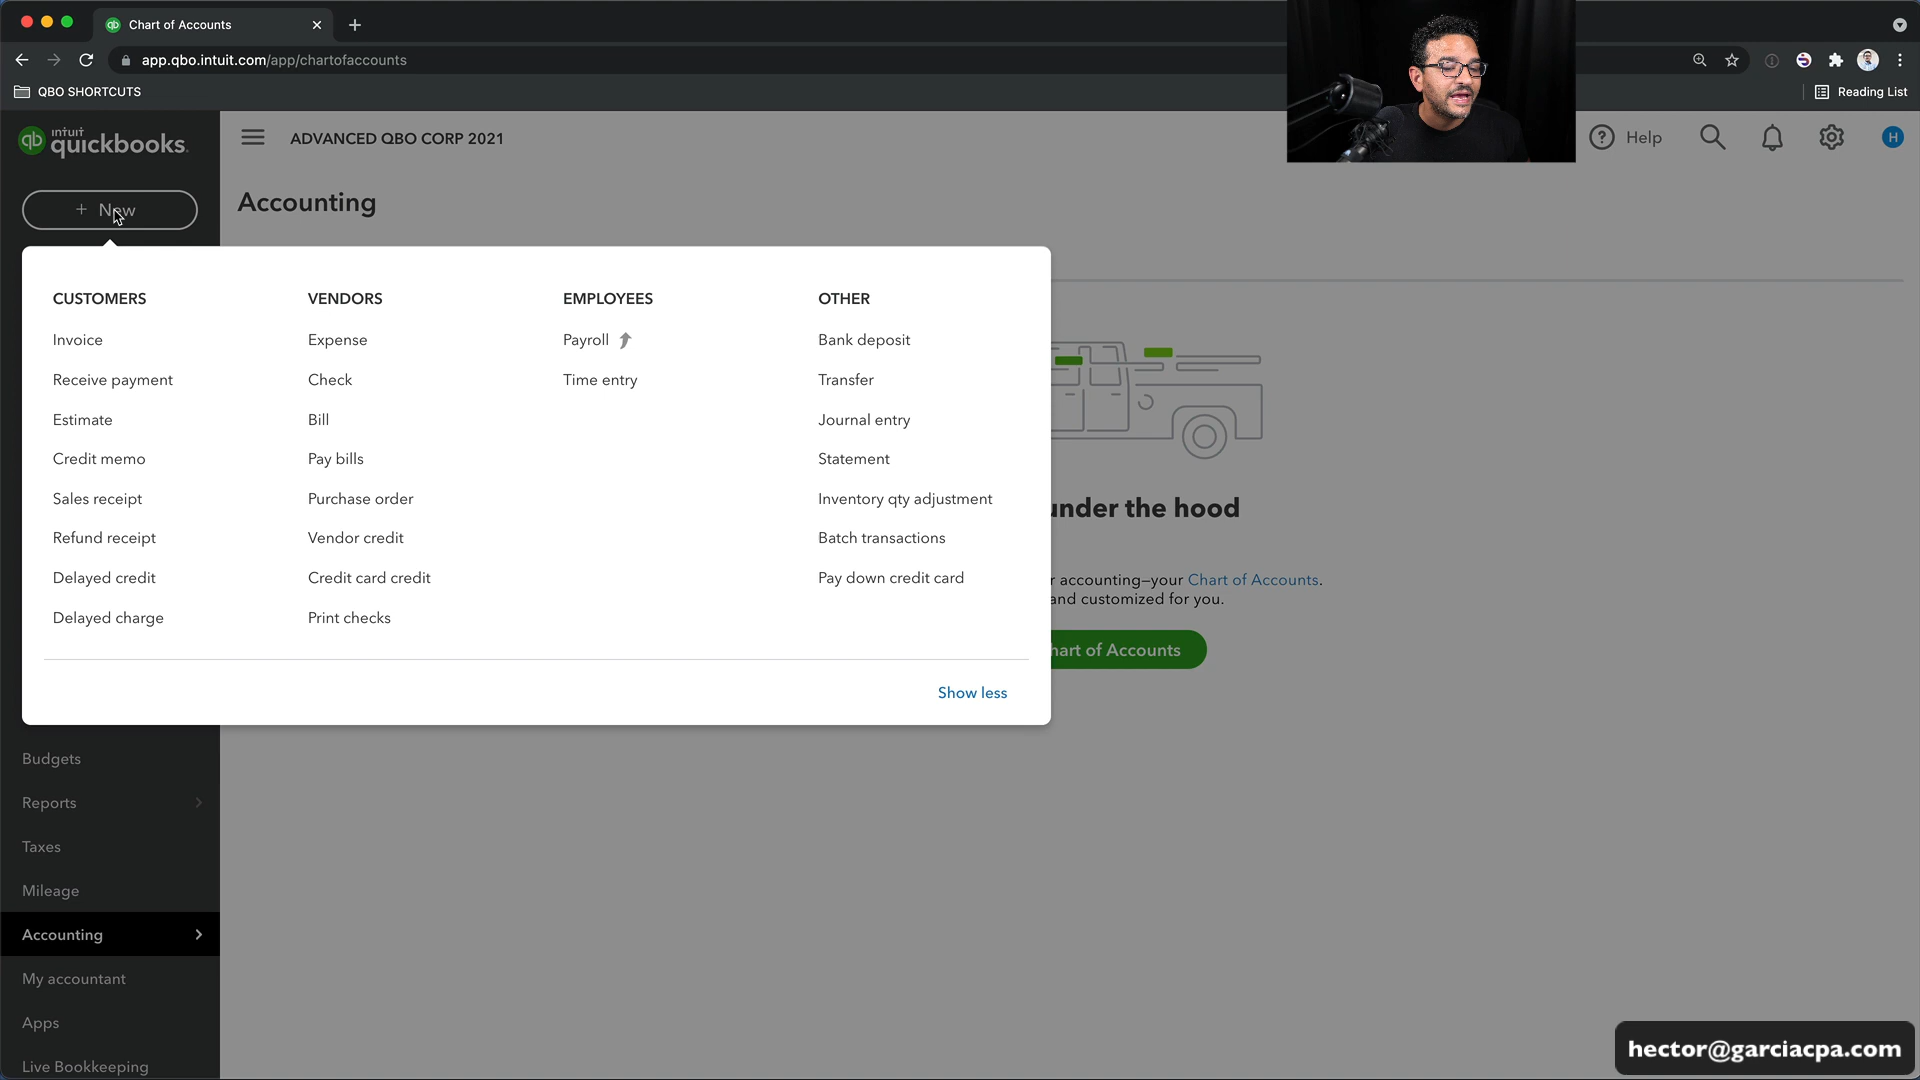 Chart of Accounts
app.qbo.intuit.com/app/chartofaccounts
QBO SHORTCUTS
Reading List
intuit
quickbooks.
ADVANCED QBO CORP 2021
Help
H
+ New
Accounting
CUSTOMERS
Invoice
Receive payment
Estimate
Credit memo
Sales receipt
Refund receipt
Delayed credit
Delayed charge
VENDORS
Expense
Check
Bill
Pay bills
Purchase order
Vendor credit
Credit card credit
Print checks
EMPLOYEES
Payroll
Time entry
OTHER
Bank deposit
Transfer
Journal entry
Statement
Inventory qty adjustment
Batch transactions
Pay down credit card
Show less
under the hood
r accounting—your Chart of Accounts.
and customized for you.
hart of Accounts
Budgets
Reports
Taxes
Mileage
Accounting
My accountant
Apps
Live Bookkeeping
hector@garciacpa.com